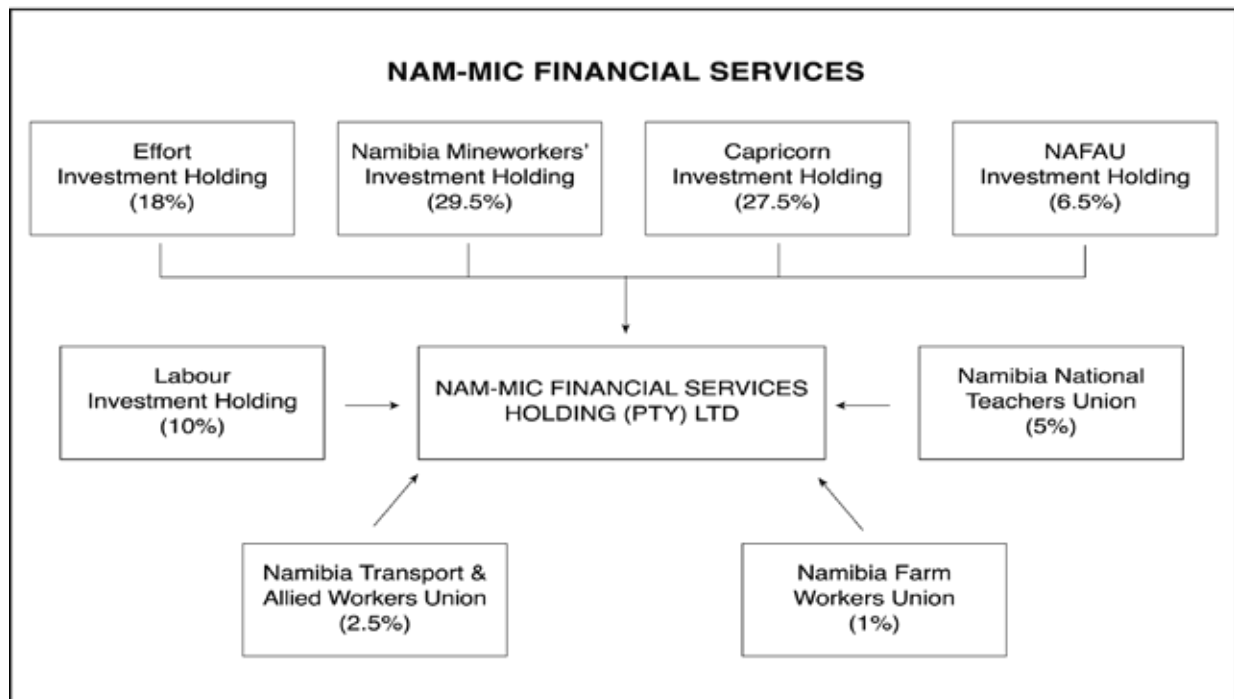 NAM-MIC FINANCIAL SERVICES
Effort
Investment Holding
(18%)
Namibia Mineworkers'
Investment Holding
(29.5%)
Capricorn
Investment Holding
(27.5%)
NAFAU
Investment Holding
(6.5%)
Labour
Investment Holding
(10%)
NAM-MIC FINANCIAL SERVICES
HOLDING (PTY) LTD
Namibia National
Teachers Union
(5%)
Namibia Transport &
Allied Workers Union
(2.5%)
Namibia Farm
Workers Union
(1%)